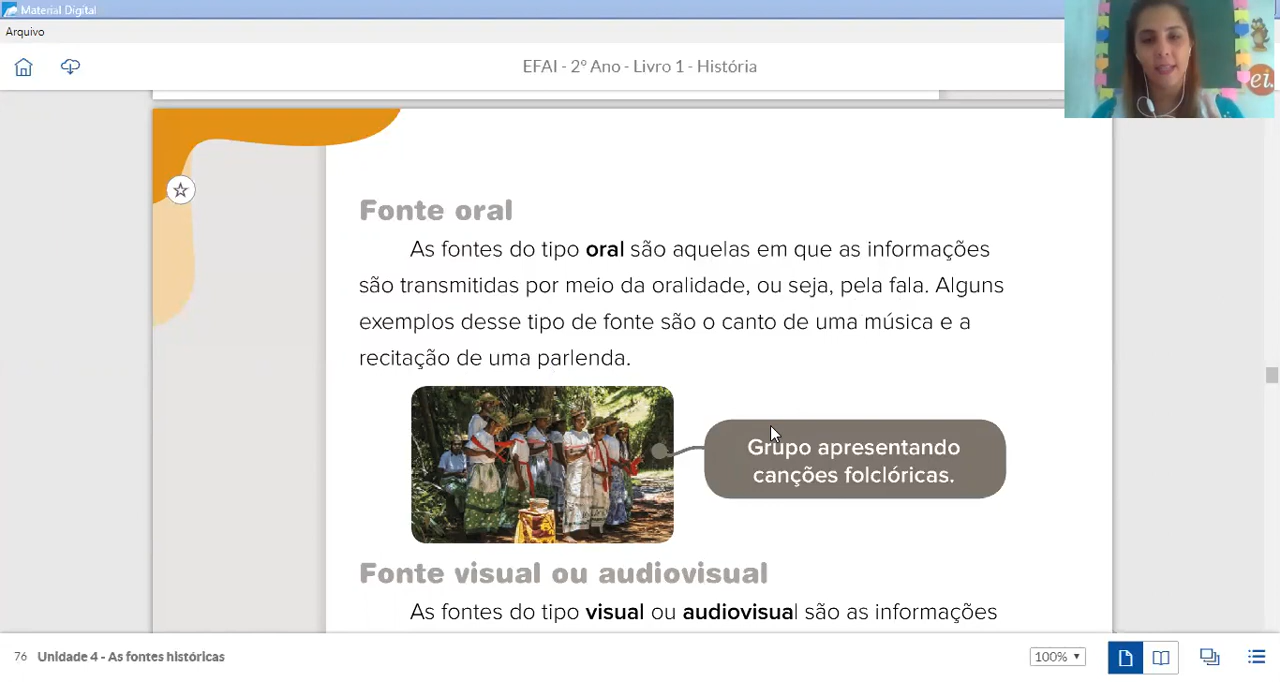 Material Digital
Arquivo
EFAI - 2º Ano - Livro 1 - História
ei.
Fonte oral
As fontes do tipo oral são aquelas em que as informações
são transmitidas por meio da oralidade, ou seja, pela fala. Alguns
exemplos desse tipo de fonte são o canto de uma música e a
recitação de uma parlenda.
Grupo apresentando
canções folclóricas.
Fonte visual ou audiovisual
As fontes do tipo visual ou audiovisual são as informações
76 Unidade 4 - As fontes históricas
100%